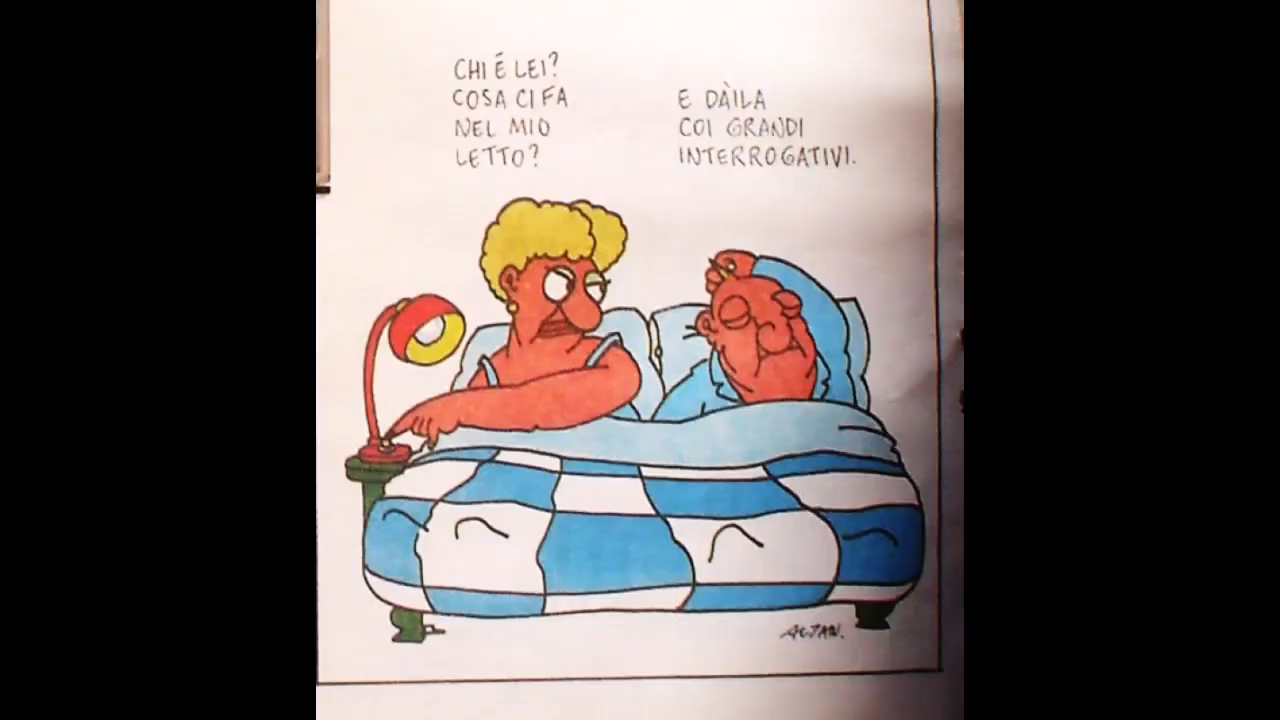 CHI É LEI?
COSA CI FA
NEL MIO
LETTO?
E DÀILA
COI GRANDI
INTERROGATIVI.
ALTAN.